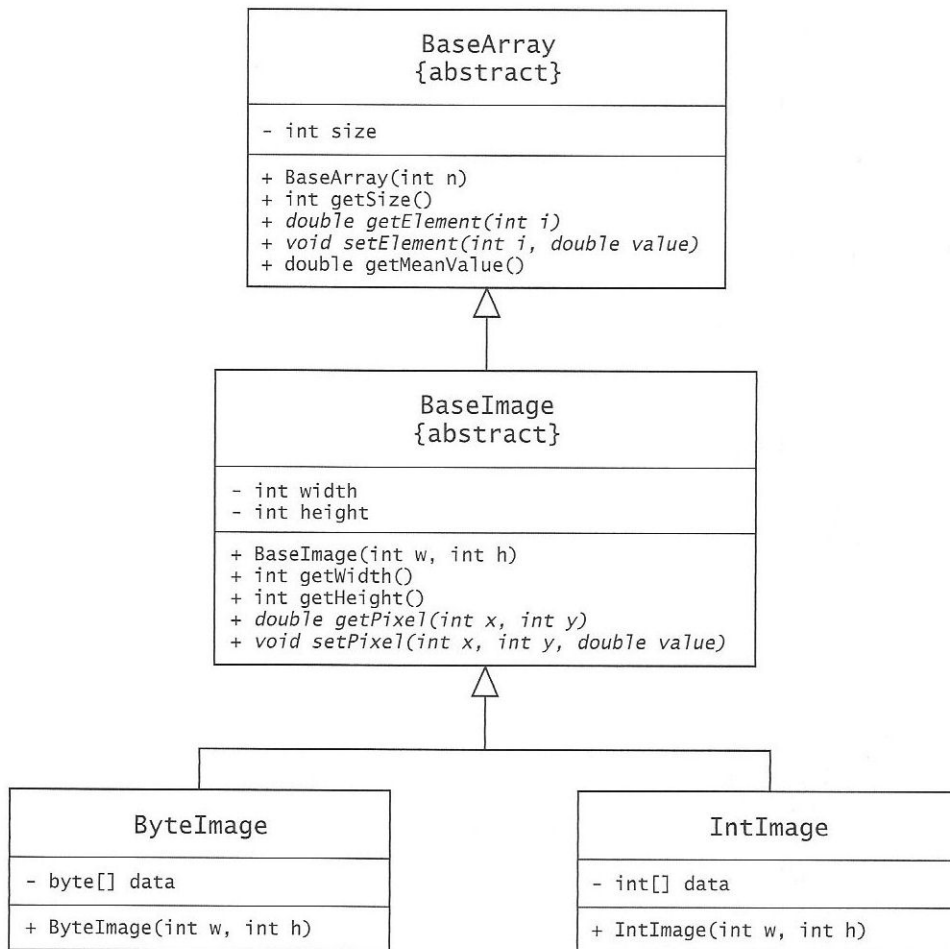 BaseArray
{abstract}
- int size
+ BaseArray(int n)
+ int getSize()
+ double getElement(int i)
+ void setElement(int i, double value)
+ double getMeanValue()
BaseImage
{abstract}
- int width
- int height
+ BaseImage(int w, int h)
+ int getWidth()
+ int getHeight()
+ double getPixel(int x, int y)
+ void setPixel(int x, int y, double value)
ByteImage
- byte[] data
+ ByteImage(int w, int h)
IntImage
- int[] data
+ IntImage(int w, int h)